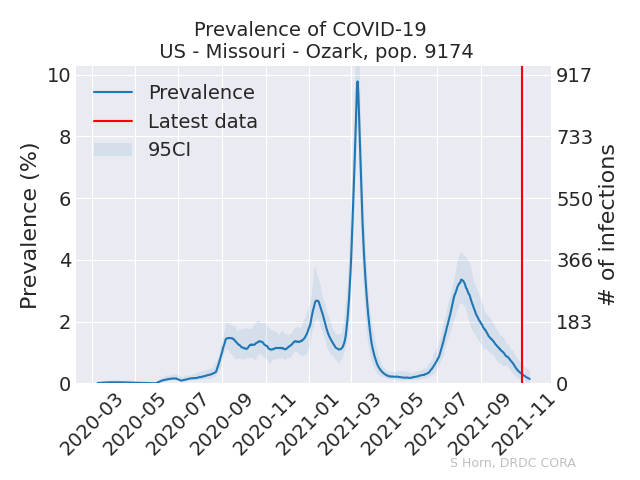 Prevalence of COVID-19
US - Missouri - Ozark, pop. 9174
Prevalence (%)
10
8
6
4
2
0
Prevalence
Latest data
95CI
917
733
550
366
183
0
# of infections
2020-03
2020-05
2020-07
2020-09
2020-11
2021-01
2021-03
2021-05
2021-07
2021-09
2021-11
S Horn, DRDC CORA